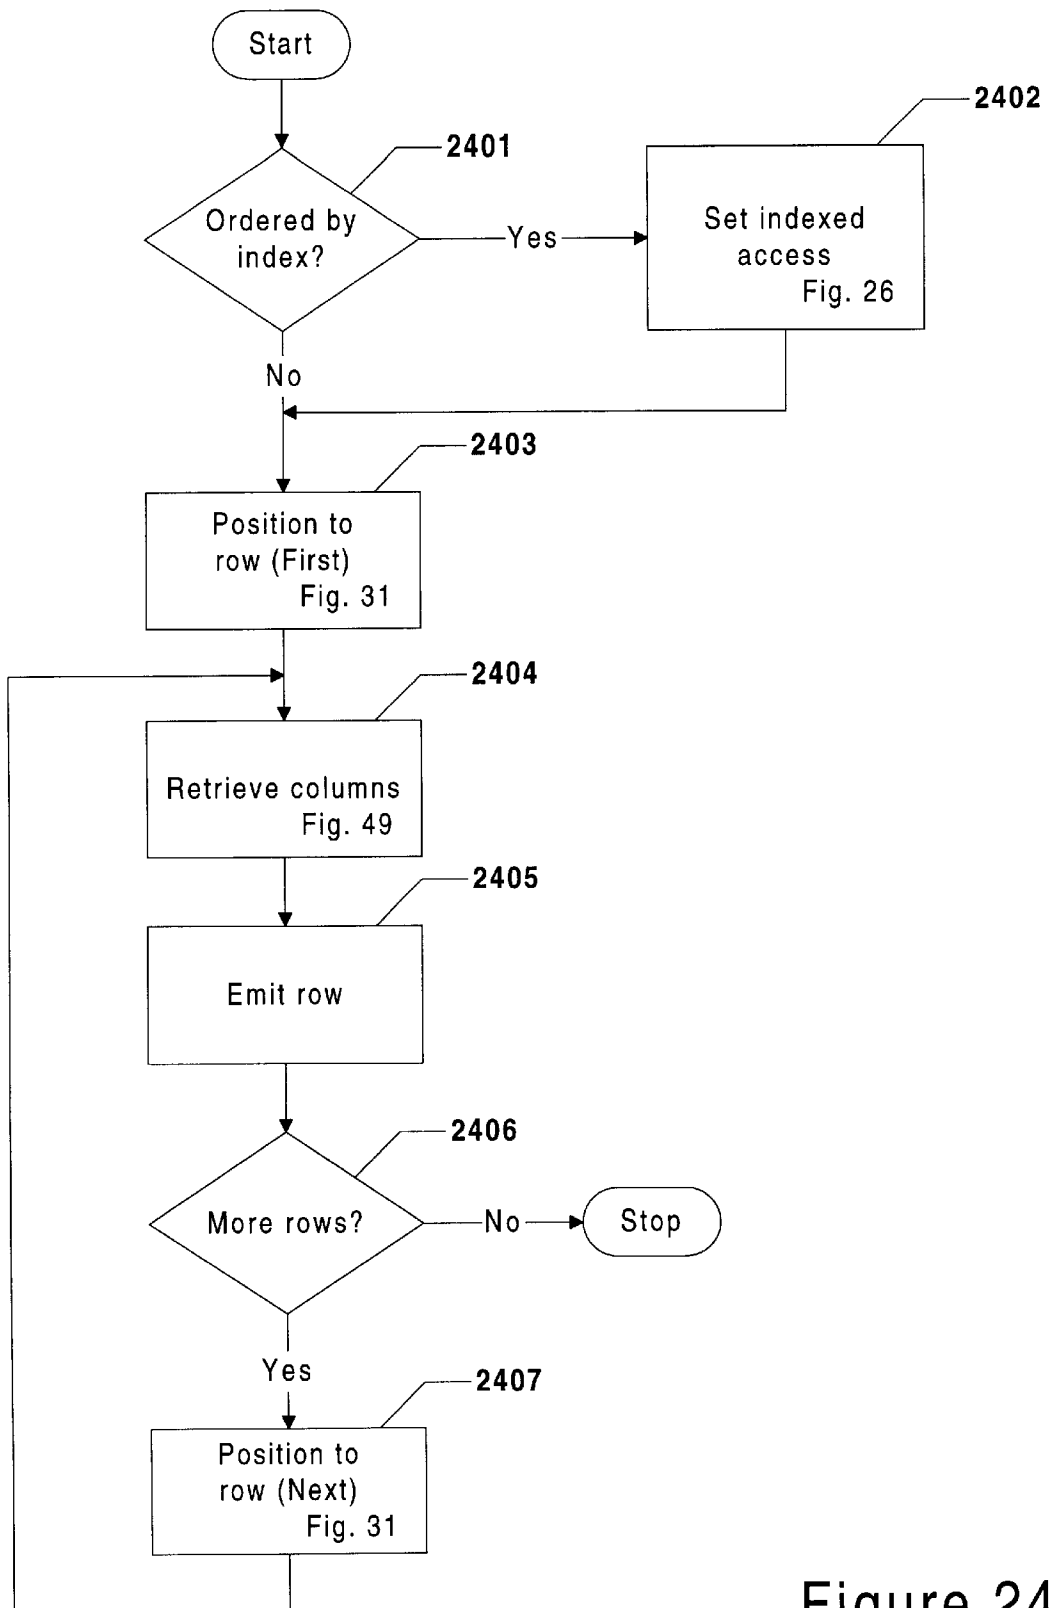 Start
2401
2402
Ordered by
index?
Yes
Set indexed
access
Fig. 26
No
2403
Position to
row (First)
Fig. 31
2404
Retrieve columns
Fig. 49
2405
Emit row
2406
More rows?
No
Stop
Yes
2407
Position to
row (Next)
Fig. 31
Figure 24